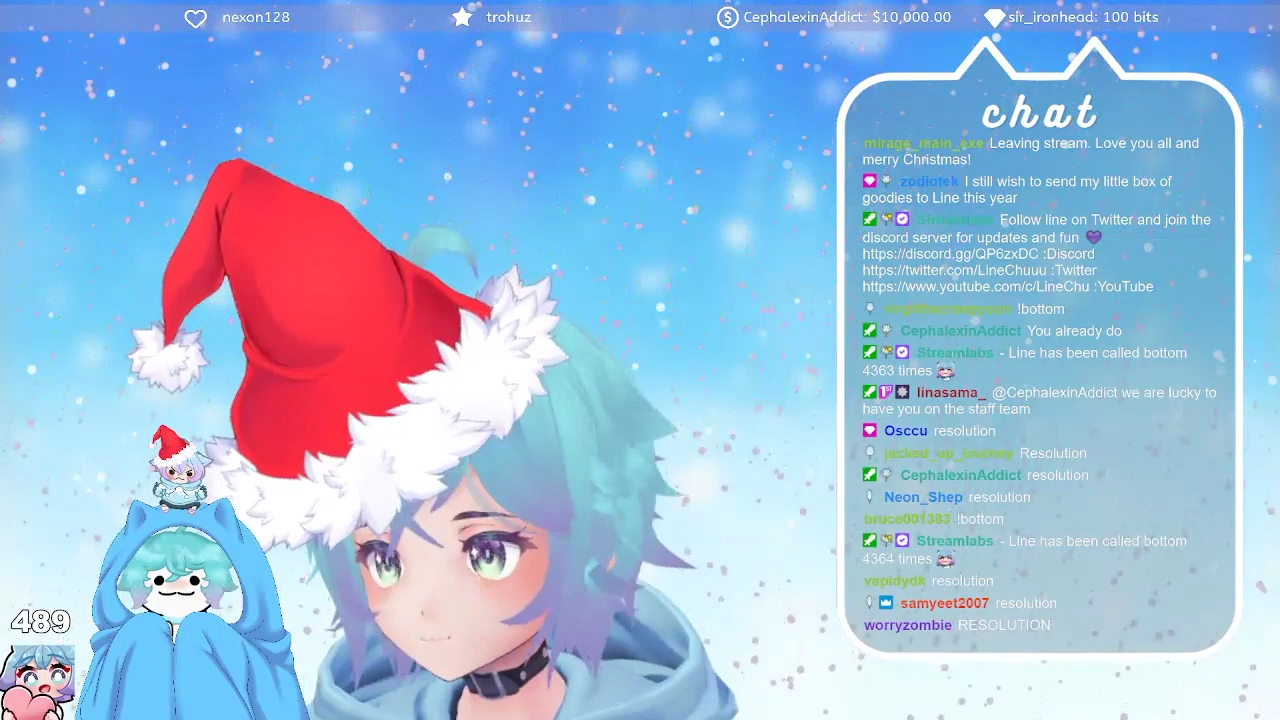 nexon128 trohuz CephalexinAddict: $10,000.00 sir_ironhead: 100 bits
chat
mirage_main_exe Leaving stream. Love you all and
merry Christmas!
zodiotek I still wish to send my little box of
goodies to Line this year
Streamlabs Follow line on Twitter and join the
discord server for updates and fun
https://discord.gg/QP6zxDC :Discord
https://twitter.com/LineChuuu :Twitter
https://www.youtube.com/c/LineChu :YouTube
!bottom
CephalexinAddict You already do
Streamlabs - Line has been called bottom
4363 times
linasama_ @CephalexinAddict we are lucky to
have you on the staff team
Osccu resolution
jacked_up_journey Resolution
CephalexinAddict resolution
Neon_Shep resolution
bruce001383 !bottom
Streamlabs - Line has been called bottom
4364 times
vapidydk resolution
samyeet2007 resolution
worryzombie RESOLUTION
489